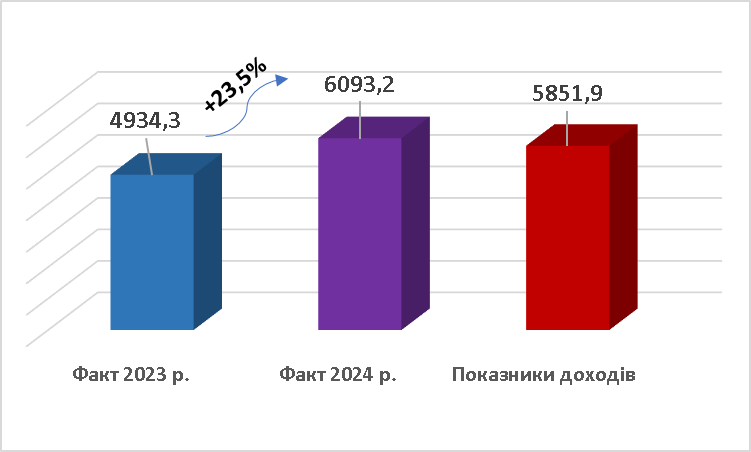 +23,5%
4934,3
6093,2
5851,9
Факт 2023 р.
Факт 2024 р.
Показники доходів